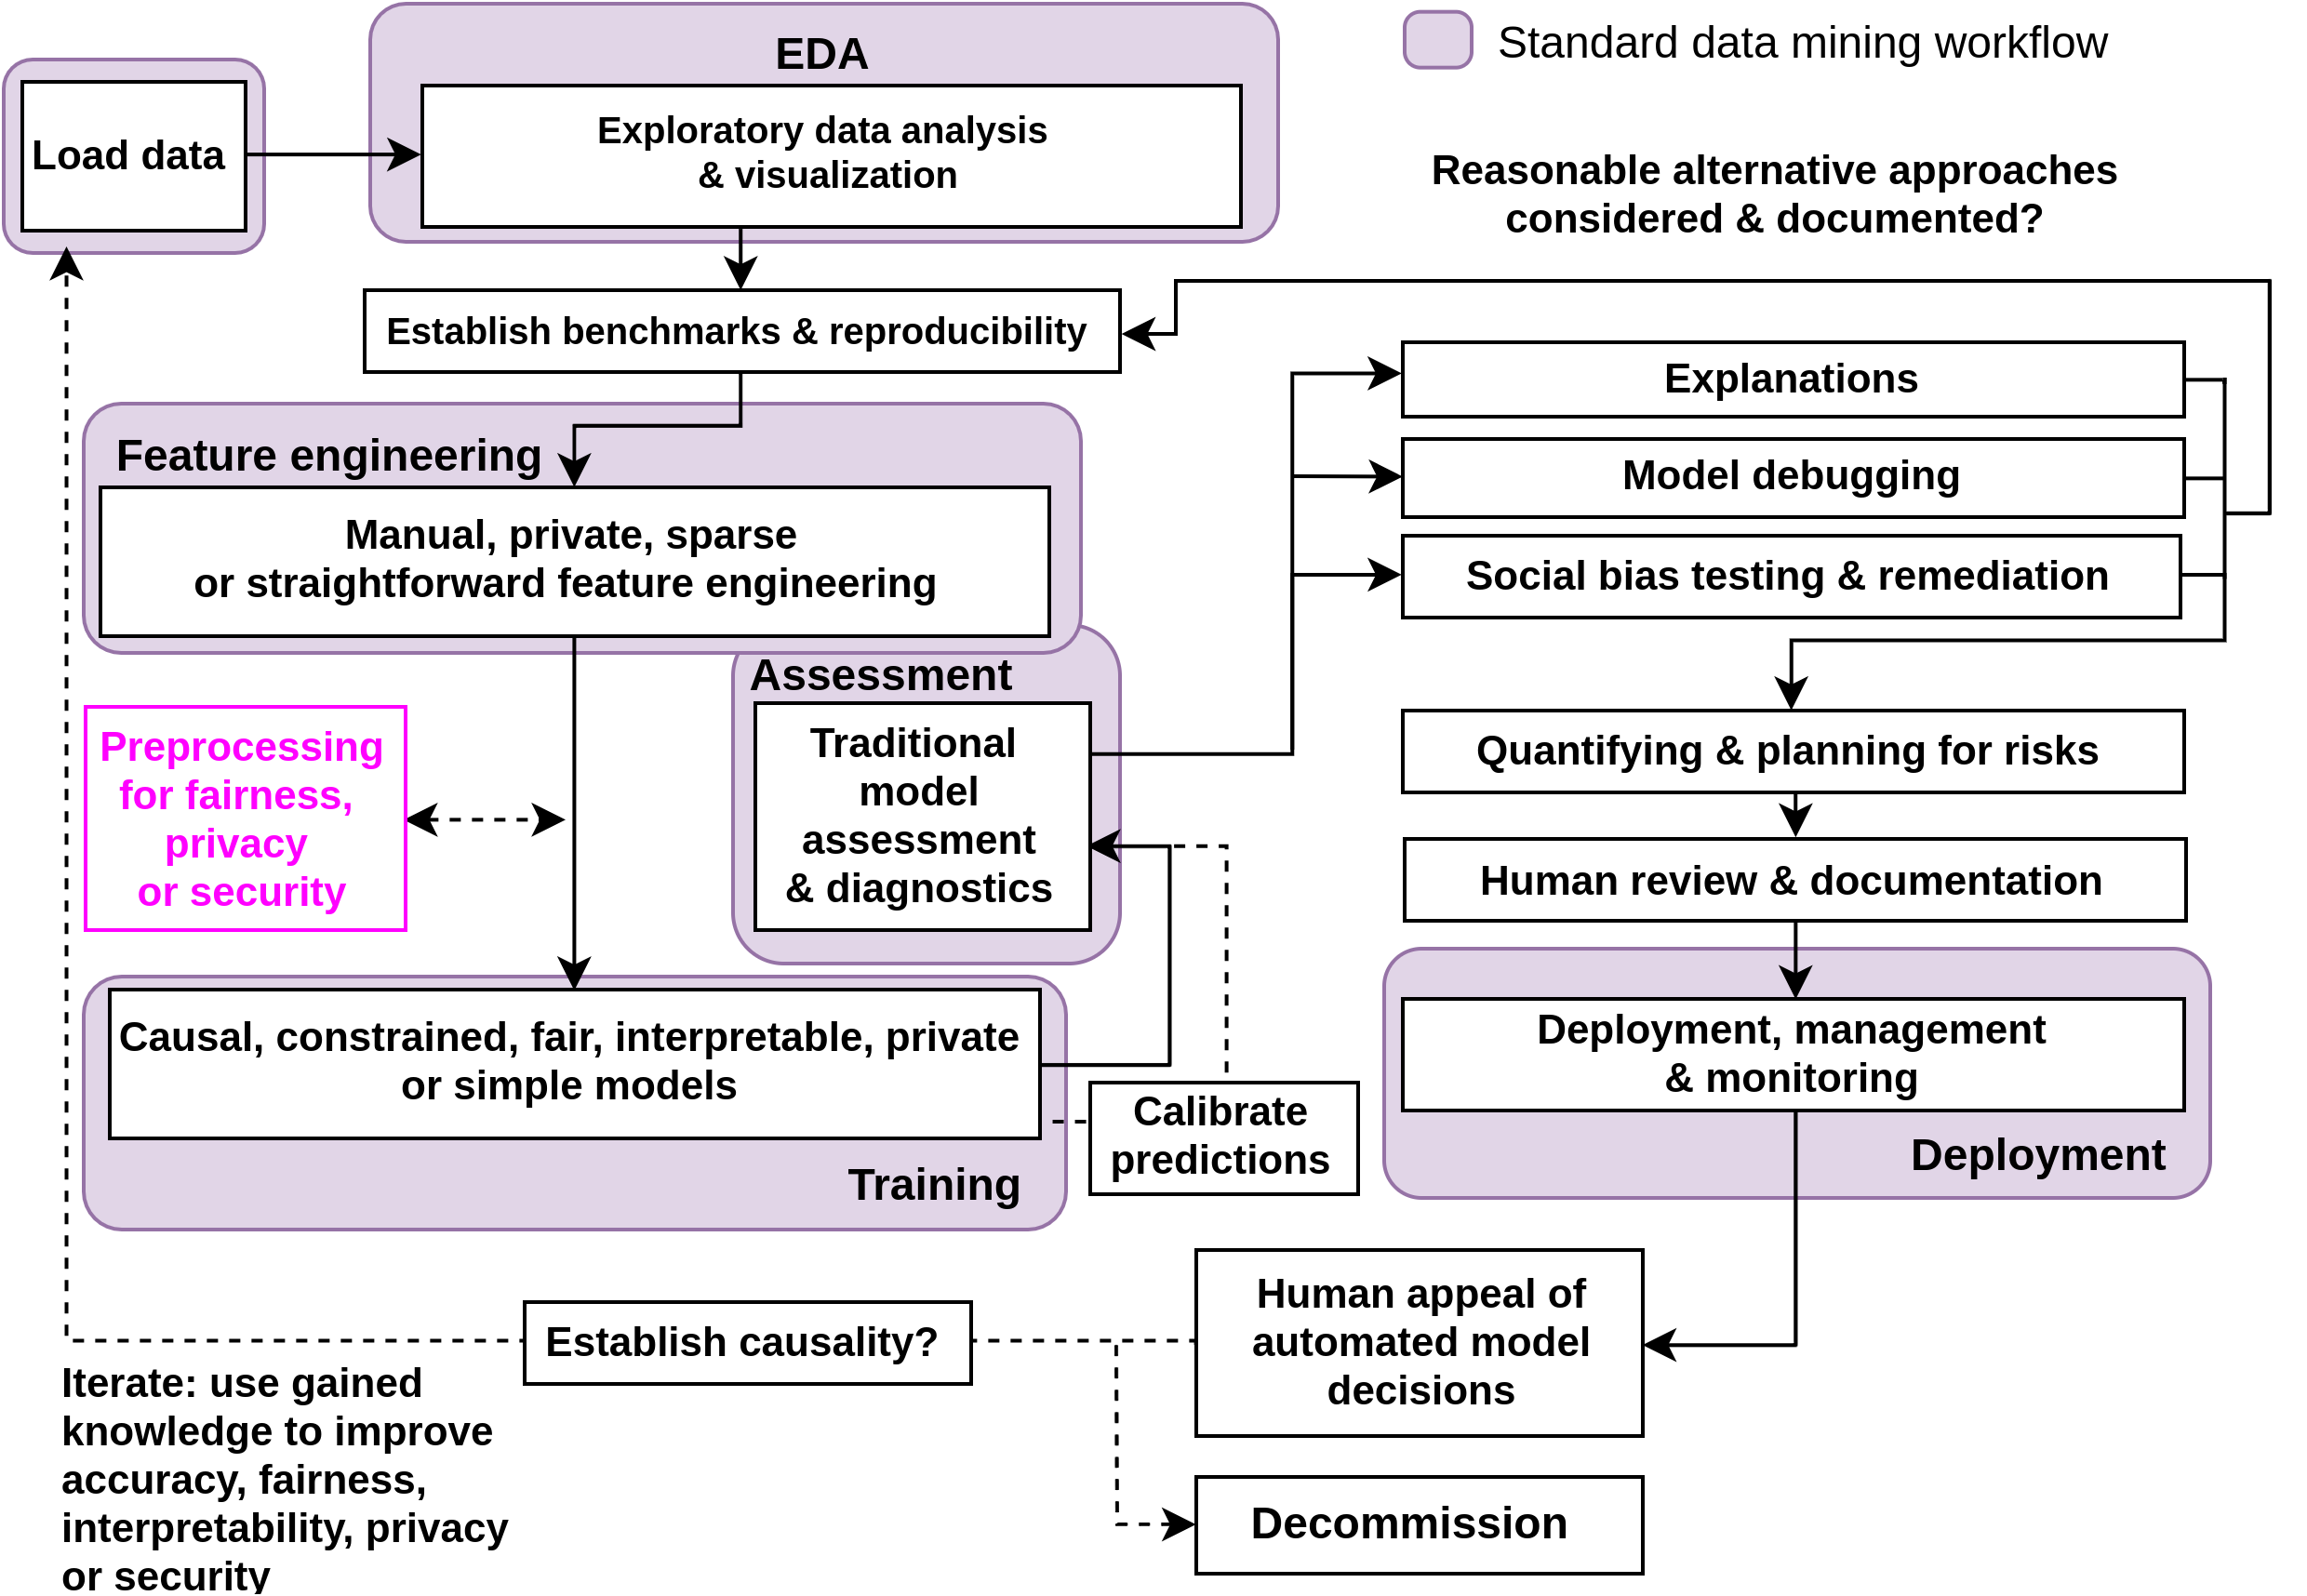 EDA
Standard data mining workflow
Load data
Exploratory data analysis
& visualization
Reasonable alternative approaches
considered & documented?
Establish benchmarks & reproducibility
Explanations
Feature engineering
Model debugging
Manual, private, sparse
or straightforward feature engineering
Social bias testing & remediation
Assessment
Preprocessing
for fairness,
privacy
or security
Traditional
model
assessment
& diagnostics
Quantifying & planning for risks
Human review & documentation
Causal, constrained, fair, interpretable, private
or simple models
Training
Calibrate
predictions
Deployment, management
& monitoring
Deployment
Human appeal of
automated model
decisions
Establish causality?
Iterate: use gained
knowledge to improve
accuracy, fairness,
interpretability, privacy
or security
Decommission